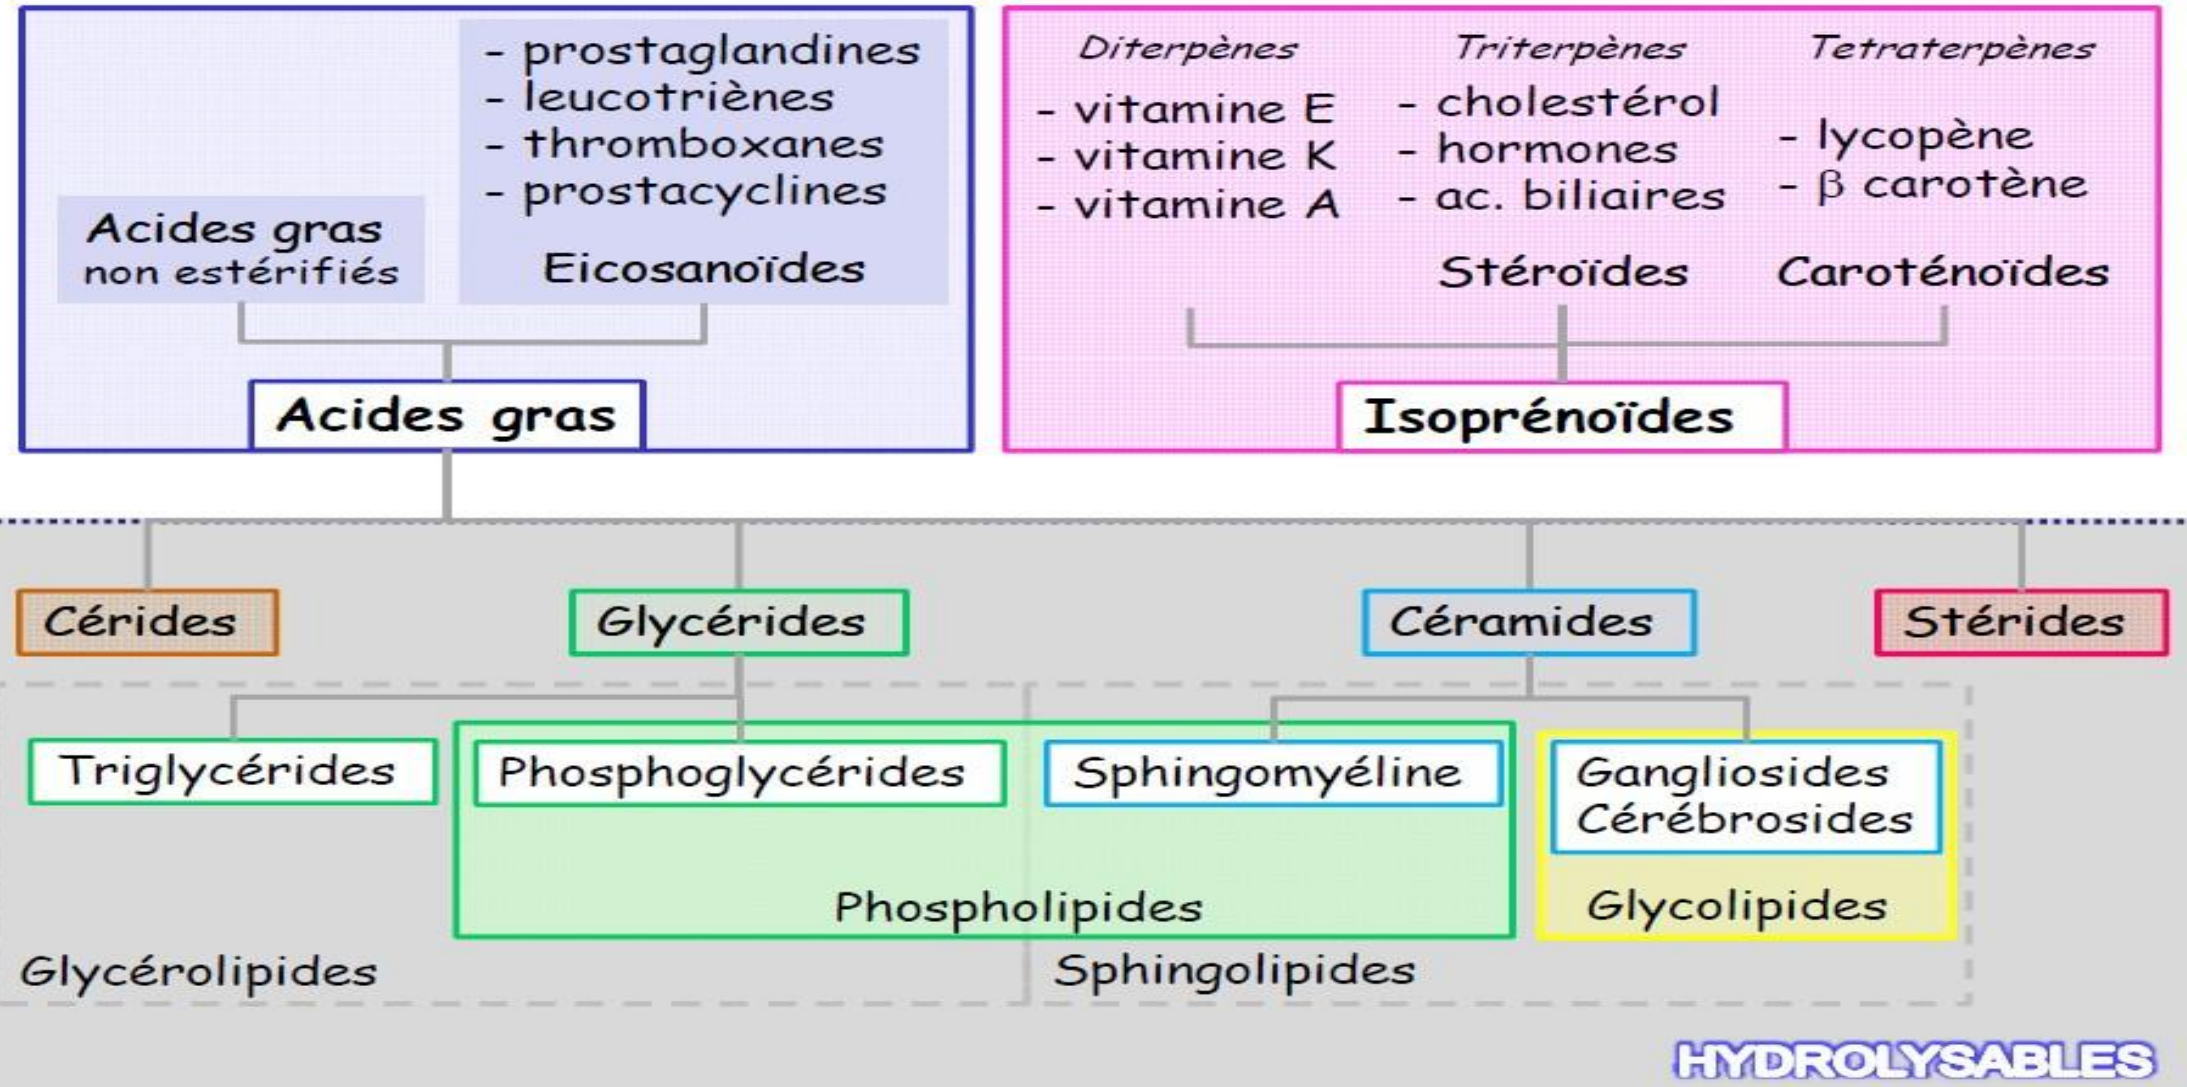 Acides gras
non estérifiés
- prostaglandines
- leucotriènes
- thromboxanes
- prostacyclines
Eicosanoïdes
Acides gras
Diterpènes
- vitamine E
- vitamine K
- vitamine A
Triterpènes
- cholestérol
- hormones
- ac. biliaires
Stéroïdes
Tetraterpènes
- lycopène
- β carotène
Caroténoïdes
Isoprénoïdes
Cérides
Glycérides
Céramides
Stérides
Triglycérides
Phosphoglycérides
Sphingomyéline
Gangliosides
Cérébrosides
Phospholipides
Glycolipides
Glycérolipides
Sphingolipides
HYDROLYSABLES